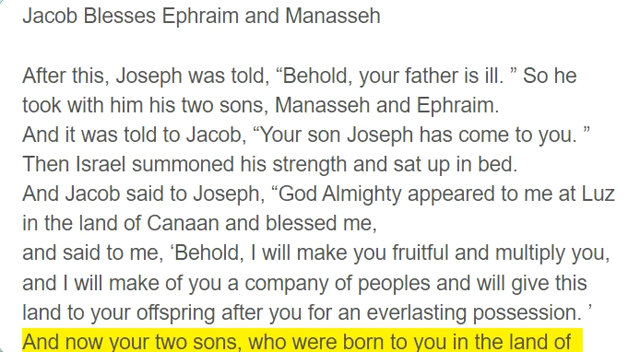 Jacob Blesses Ephraim and Manasseh
After this, Joseph was told, “Behold, your father is ill. ” So he
took with him his two sons, Manasseh and Ephraim.
And it was told to Jacob, “Your son Joseph has come to you. ”
Then Israel summoned his strength and sat up in bed.
And Jacob said to Joseph, “God Almighty appeared to me at Luz
in the land of Canaan and blessed me,
and said to me, ‘Behold, I will make you fruitful and multiply you,
and I will make of you a company of peoples and will give this
land to your offspring after you for an everlasting possession. ’
And now your two sons, who were born to you in the land of